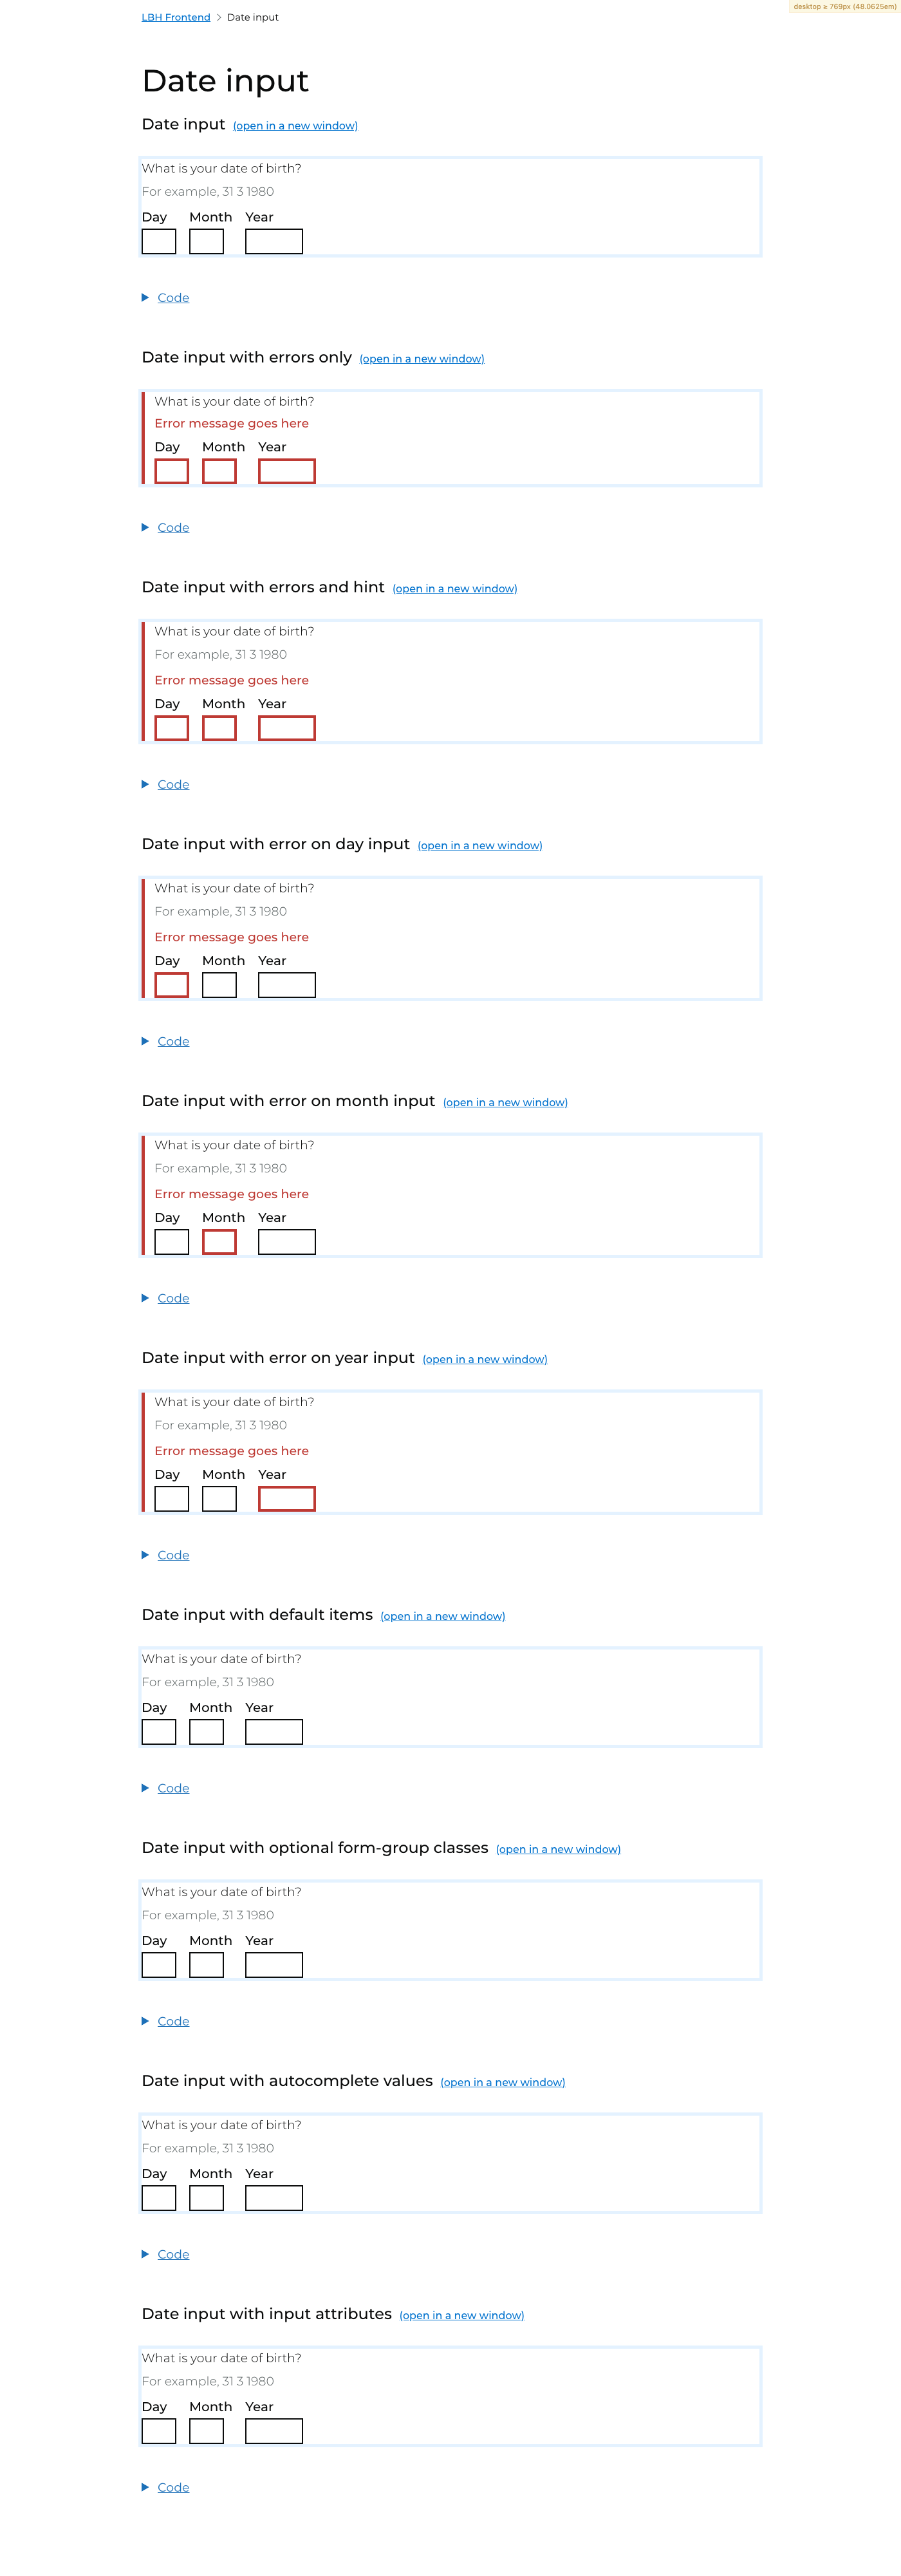 desktop ≥ 769px (48.0625em)
LBH Frontend Date input
Date input
Date input (open in a new window)
What is your date of birth?
For example, 31 3 1980
Day Month Year
Code
Date input with errors only (open in a new window)
What is your date of birth?
Error message goes here
Day Month Year
Code
Date input with errors and hint (open in a new window)
What is your date of birth?
For example, 31 3 1980
Error message goes here
Day Month Year
Code
Date input with error on day input (open in a new window)
What is your date of birth?
For example, 31 3 1980
Error message goes here
Day Month Year
Code
Date input with error on month input (open in a new window)
What is your date of birth?
For example, 31 3 1980
Error message goes here
Day Month Year
Code
Date input with error on year input (open in a new window)
What is your date of birth?
For example, 31 3 1980
Error message goes here
Day Month Year
Code
Date input with default items (open in a new window)
What is your date of birth?
For example, 31 3 1980
Day Month Year
Code
Date input with optional form-group classes (open in a new window)
What is your date of birth?
For example, 31 3 1980
Day Month Year
Code
Date input with autocomplete values (open in a new window)
What is your date of birth?
For example, 31 3 1980
Day Month Year
Code
Date input with input attributes (open in a new window)
What is your date of birth?
For example, 31 3 1980
Day Month Year
Code